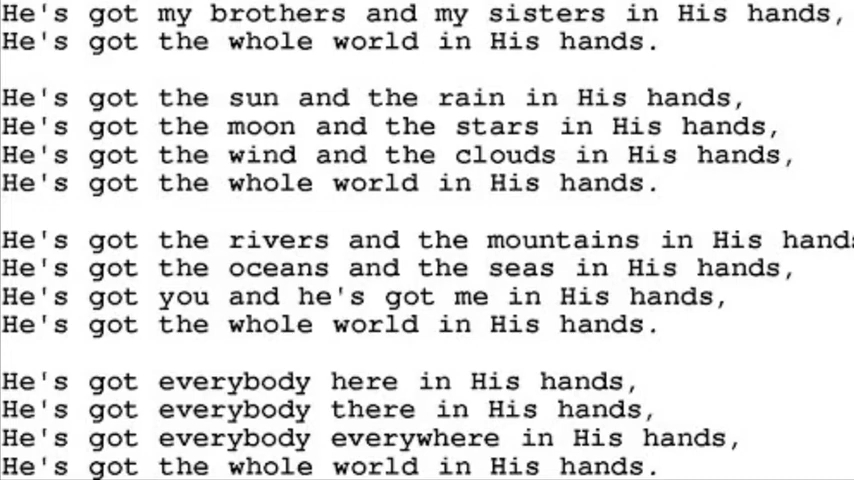 He's got my brothers and my sisters in His hands,
He's got the whole world in His hands.
He's got the sun and the rain in His hands,
He's got the moon and the stars in His hands,
He's got the wind and the clouds in His hands,
He's got the whole world in His hands.
He's got the rivers and the mountains in His hands
He's got the oceans and the seas in His hands,
He's got you and he's got me in His hands,
He's got the whole world in His hands.
He's got everybody here in His hands,
He's got everybody there in His hands,
He's got everybody everywhere in His hands,
He's got the whole world in His hands.